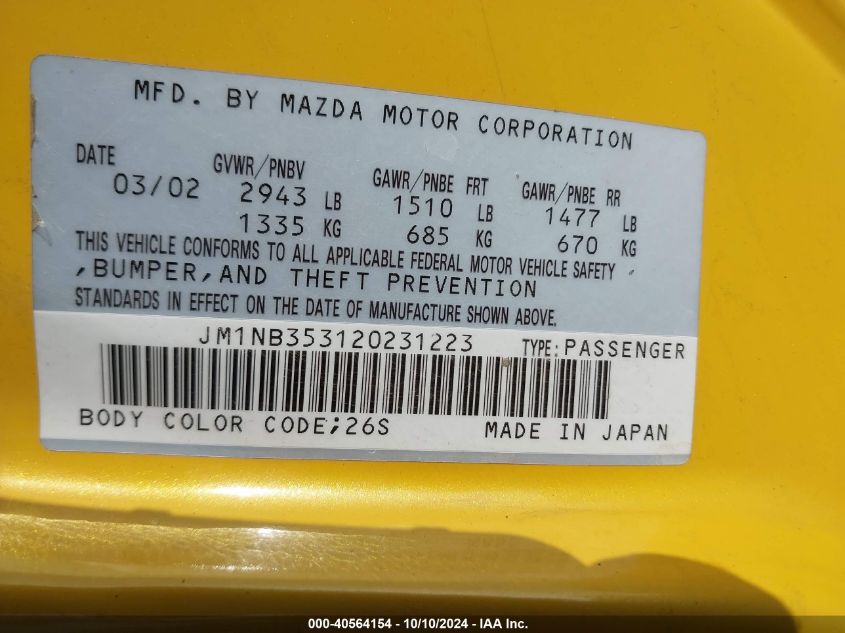 MFD. BY MAZDA MOTOR CORPORATION
DATE GVWR/PNBV GAWR/PNBE FRT GAWR/PNBE RR
03/02 2943 LB 1510 LB 1477 LB
1335 KG 685 KG 670 KG
THIS VEHICLE CONFORMS TO ALL APPLICABLE FEDERAL MOTOR VEHICLE SAFETY
,BUMPER,AND THEFT PREVENTION
STANDARDS IN EFFECT ON THE DATE OF MANUFACTURE SHOWN ABOVE.
JM1NB353120231223 TYPE:PASSENGER
BODY COLOR CODE;26S MADE IN JAPAN
000-40564154 - 10/10/2024 - IAA Inc.